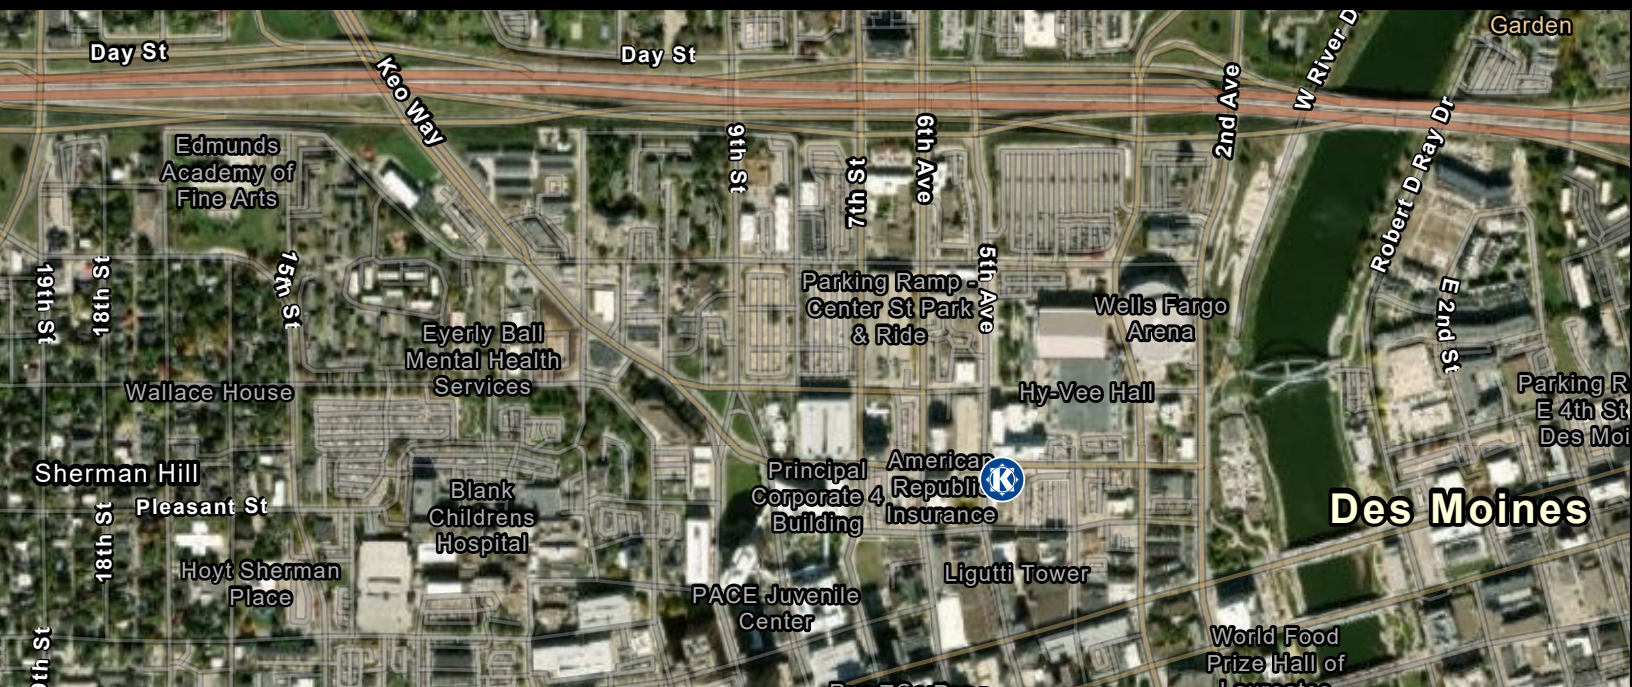 Garden
Day St
Day St
Keo Way
W River D
2nd Ave
Robert D Ray Dr
9th St
6th Ave
7th St
Edmunds
Academy of
Fine Arts
5th Ave
19th St
18th St
15th St
Parking Ramp -
Center St Park
& Ride
Wells Fargo
Arena
E 2nd St
Eyerly Ball
Mental Health
Services
Wallace House
Hy-Vee Hall
Parking R
E 4th St
Des Moi
Sherman Hill
Pleasant St
Blank
Childrens
Hospital
Principal
Corporate 4
Building
American
Republic
Insurance
K
Des Moines
18th St
Hoyt Sherman
Place
PACE Juvenile
Center
Ligutti Tower
World Food
Prize Hall of
th St